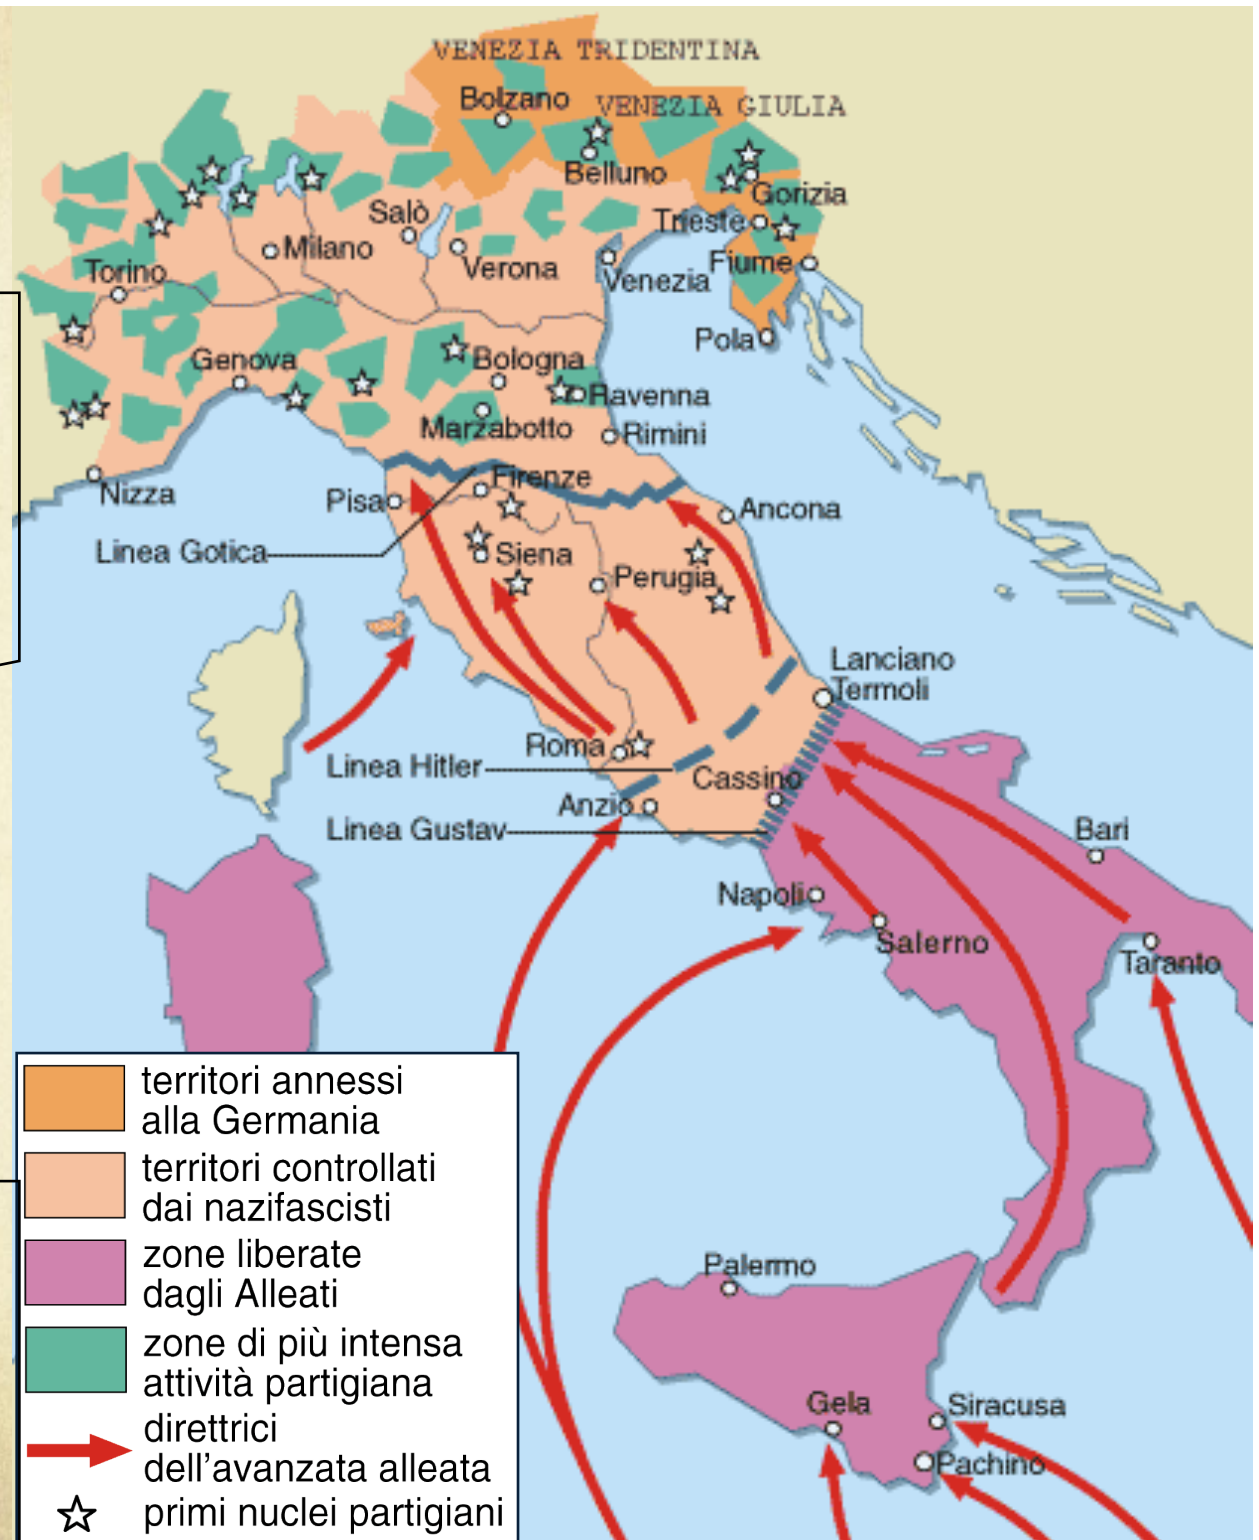 VENEZIA TRIDENTINA
Bolzano
VENEZIA GIULIA
Belluno
Gorizia
Salò
Trieste
Milano
Verona
Venezia
Fiume
Torino
Pola
Genova
Bologna
Ravenna
Marzabotto
Rimini
Firenze
Nizza
Pisa
Ancona
Linea Gotica
Siena
Perugia
Lanciano
Termoli
Roma
Linea Hitler
Cassino
Anzio
Linea Gustav
Bari
Napoli
Salerno
Taranto
territori annessi
alla Germania
territori controllati
dai nazifascisti
zone liberate
dagli Alleati
zone di più intensa
attività partigiana
direttrici
dell'avanzata alleata
primi nuclei partigiani
Palermo
Gela
Siracusa
Pachino